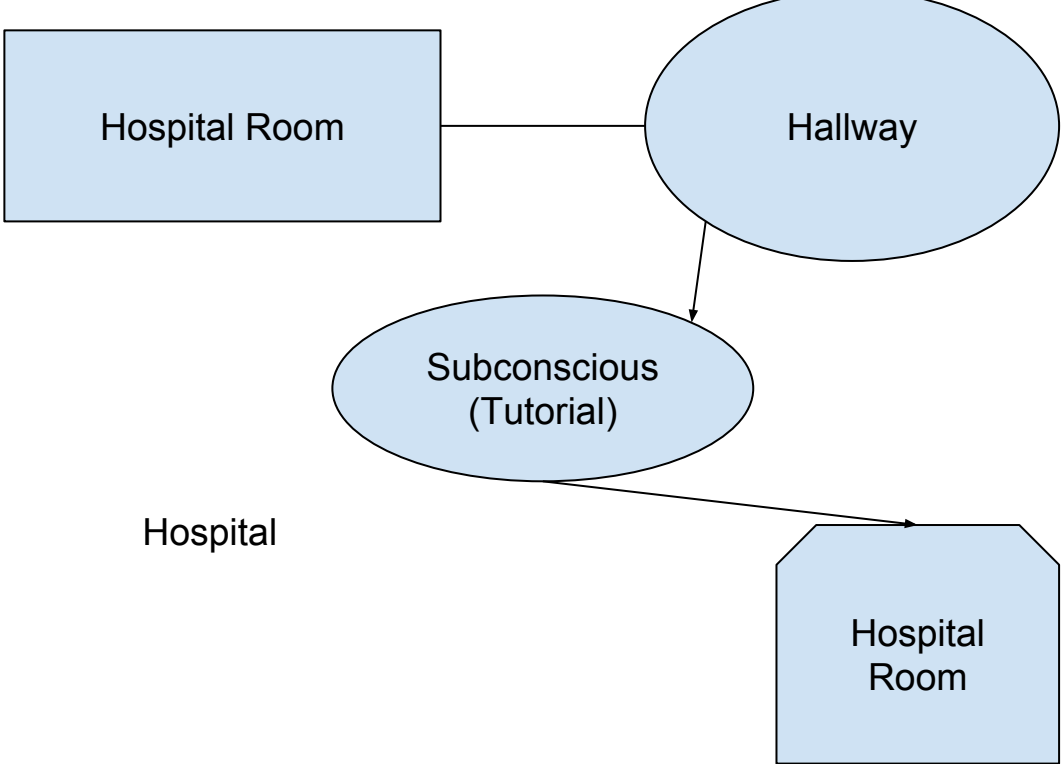 Hospital Room
Hallway
Subconscious
(Tutorial)
Hospital
Hospital
Room